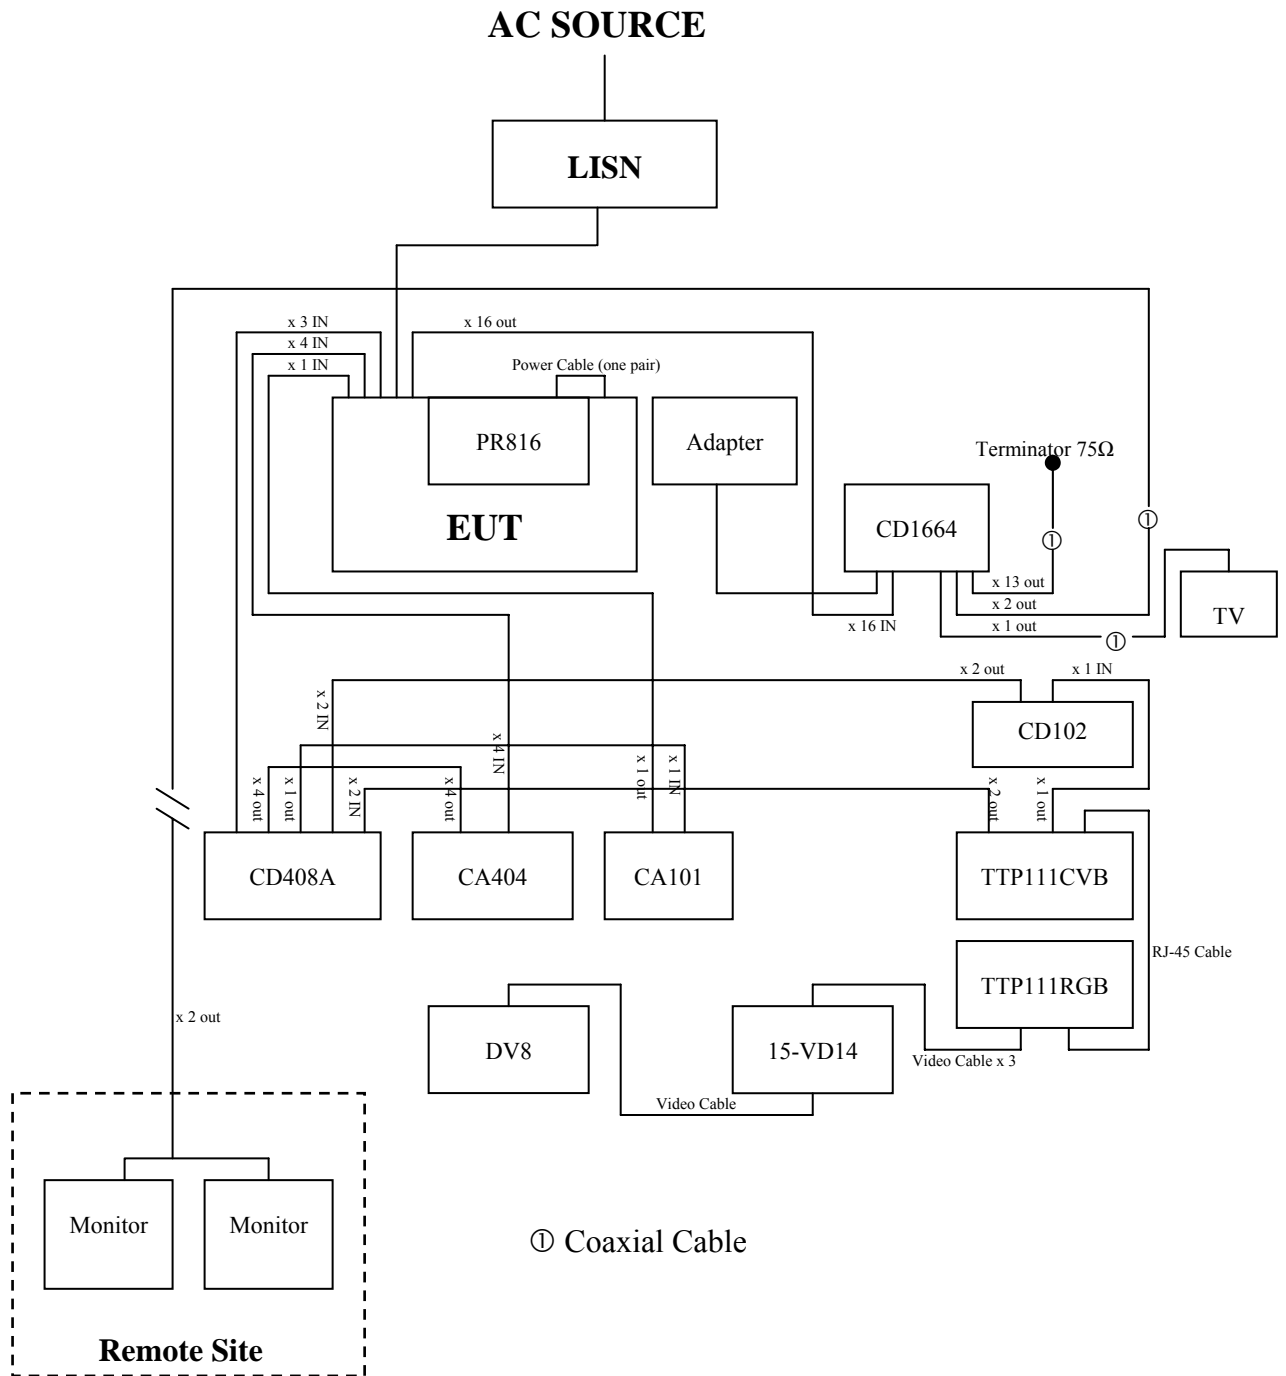 AC SOURCE
LISN
x 3 IN
x 16 out
x 4 IN
x 1 IN
Power Cable (one pair)
PR816
Adapter
Terminator 75Ω
EUT
CD1664
①
①
x 13 out
x 2 out
x 16 IN
x 1 out
①
TV
x 2 out
x 1 IN
x 2 IN
CD102
x 4 IN
x 4 out
x 1 out
x 2 IN
x 4 out
x 1 out
x 1 IN
x 2 out
x 1 out
CD408A
CA404
CA101
TTP111CVB
RJ-45 Cable
TTP111RGB
x 2 out
DV8
15-VD14
Video Cable x 3
Video Cable
Monitor
Monitor
① Coaxial Cable
Remote Site